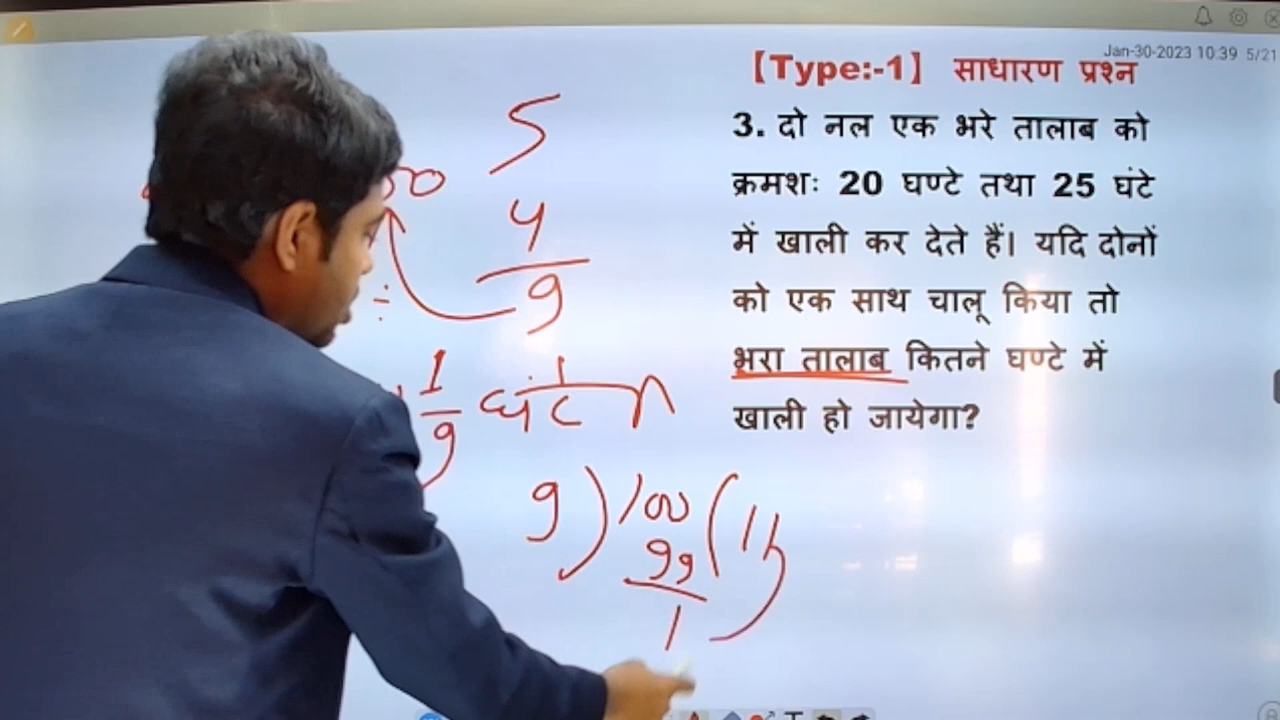 Jan-30-2023 10:39 5/21
【Type:-1】 साधारण प्रश्न
3. दो नल एक भरे तालाब को
क्रमशः 20 घण्टे तथा 25 घंटे
में खाली कर देते हैं। यदि दोनों
को एक साथ चालू किया तो
भरा तालाब कितने घण्टे में
खाली हो जायेगा?
5
4
9
÷
1
9
9) 100 (11
99
1